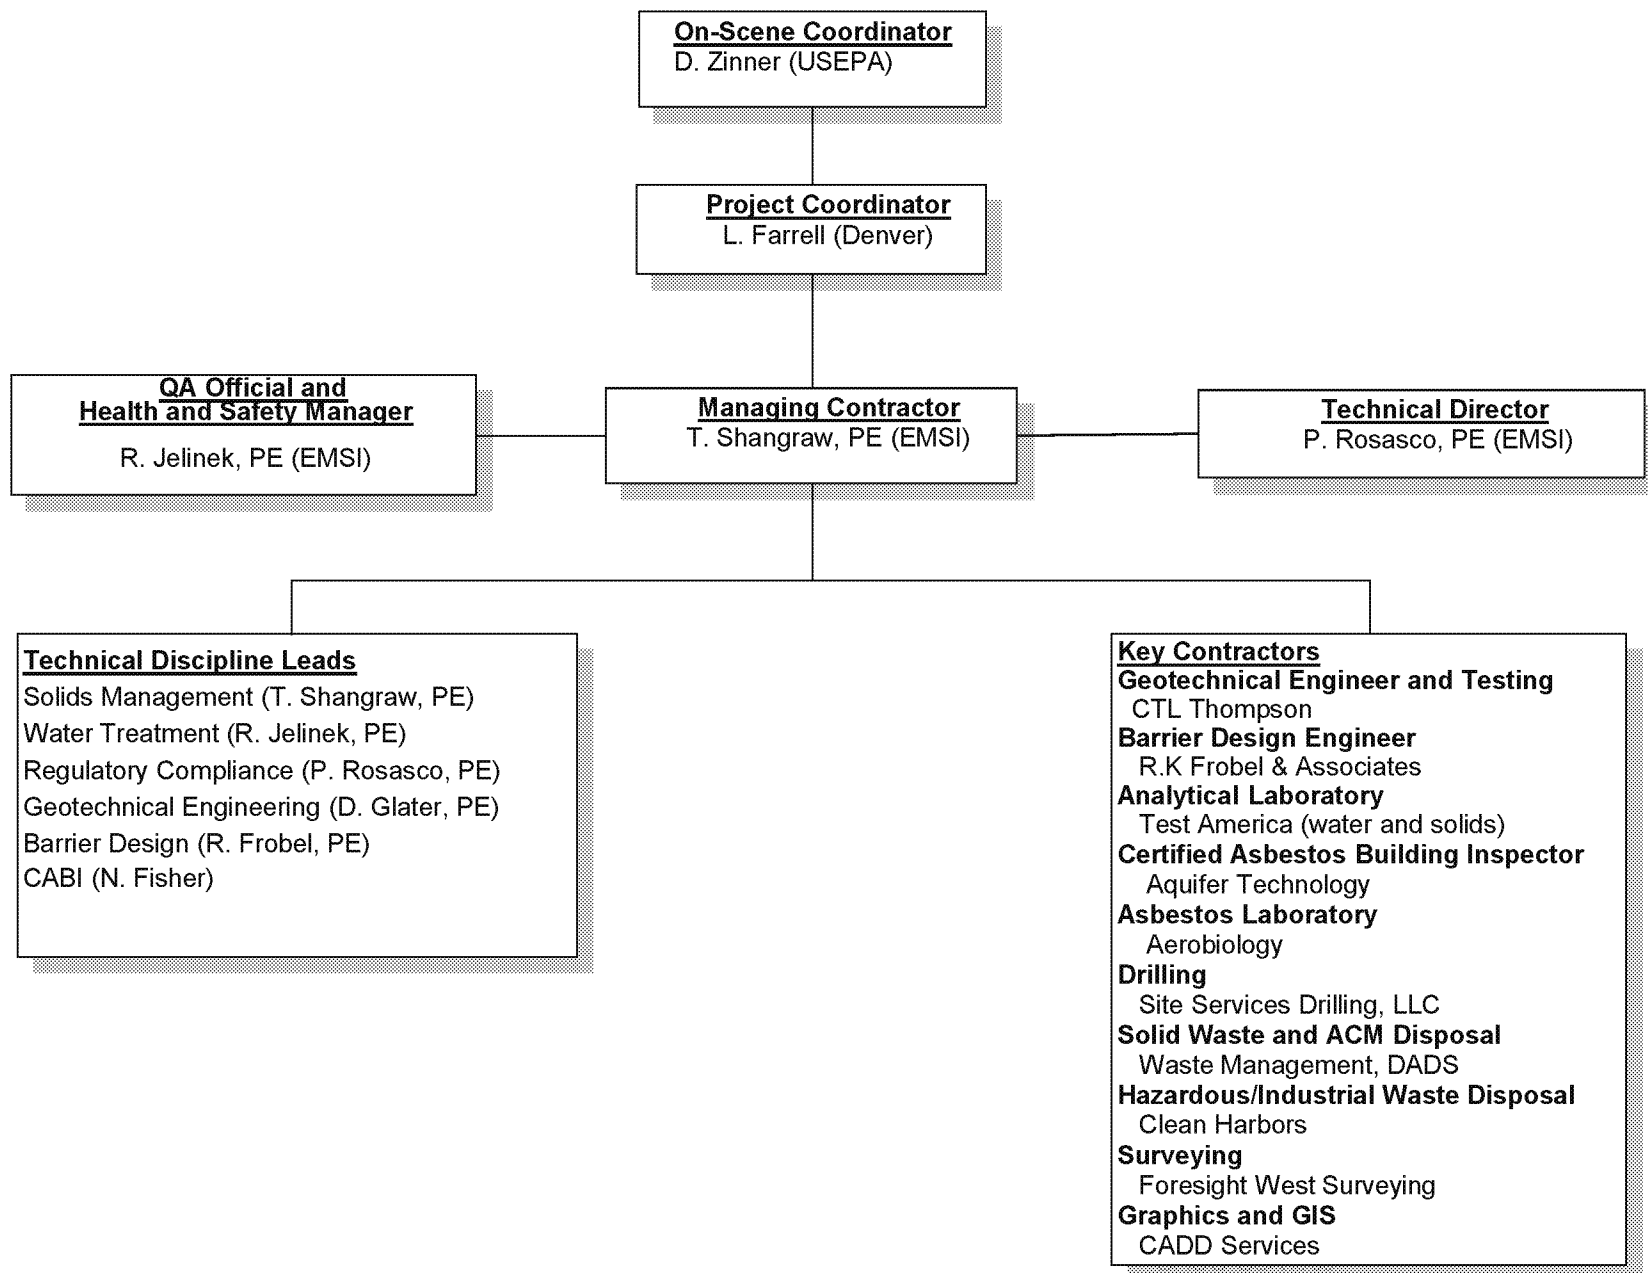 On-Scene Coordinator
D. Zinner (USEPA)
Project Coordinator
L. Farrell (Denver)
QA Official and
Health and Safety Manager
R. Jelinek, PE (EMSI)
Managing Contractor
T. Shangraw, PE (EMSI)
Technical Director
P. Rosasco, PE (EMSI)
Technical Discipline Leads
Solids Management (T. Shangraw, PE)
Water Treatment (R. Jelinek, PE)
Regulatory Compliance (P. Rosasco, PE)
Geotechnical Engineering (D. Glater, PE)
Barrier Design (R. Frobel, PE)
CABI (N. Fisher)
Key Contractors
Geotechnical Engineer and Testing
CTL Thompson
Barrier Design Engineer
R.K Frobel & Associates
Analytical Laboratory
Test America (water and solids)
Certified Asbestos Building Inspector
Aquifer Technology
Asbestos Laboratory
Aerobiology
Drilling
Site Services Drilling, LLC
Solid Waste and ACM Disposal
Waste Management, DADS
Hazardous/Industrial Waste Disposal
Clean Harbors
Surveying
Foresight West Surveying
Graphics and GIS
CADD Services